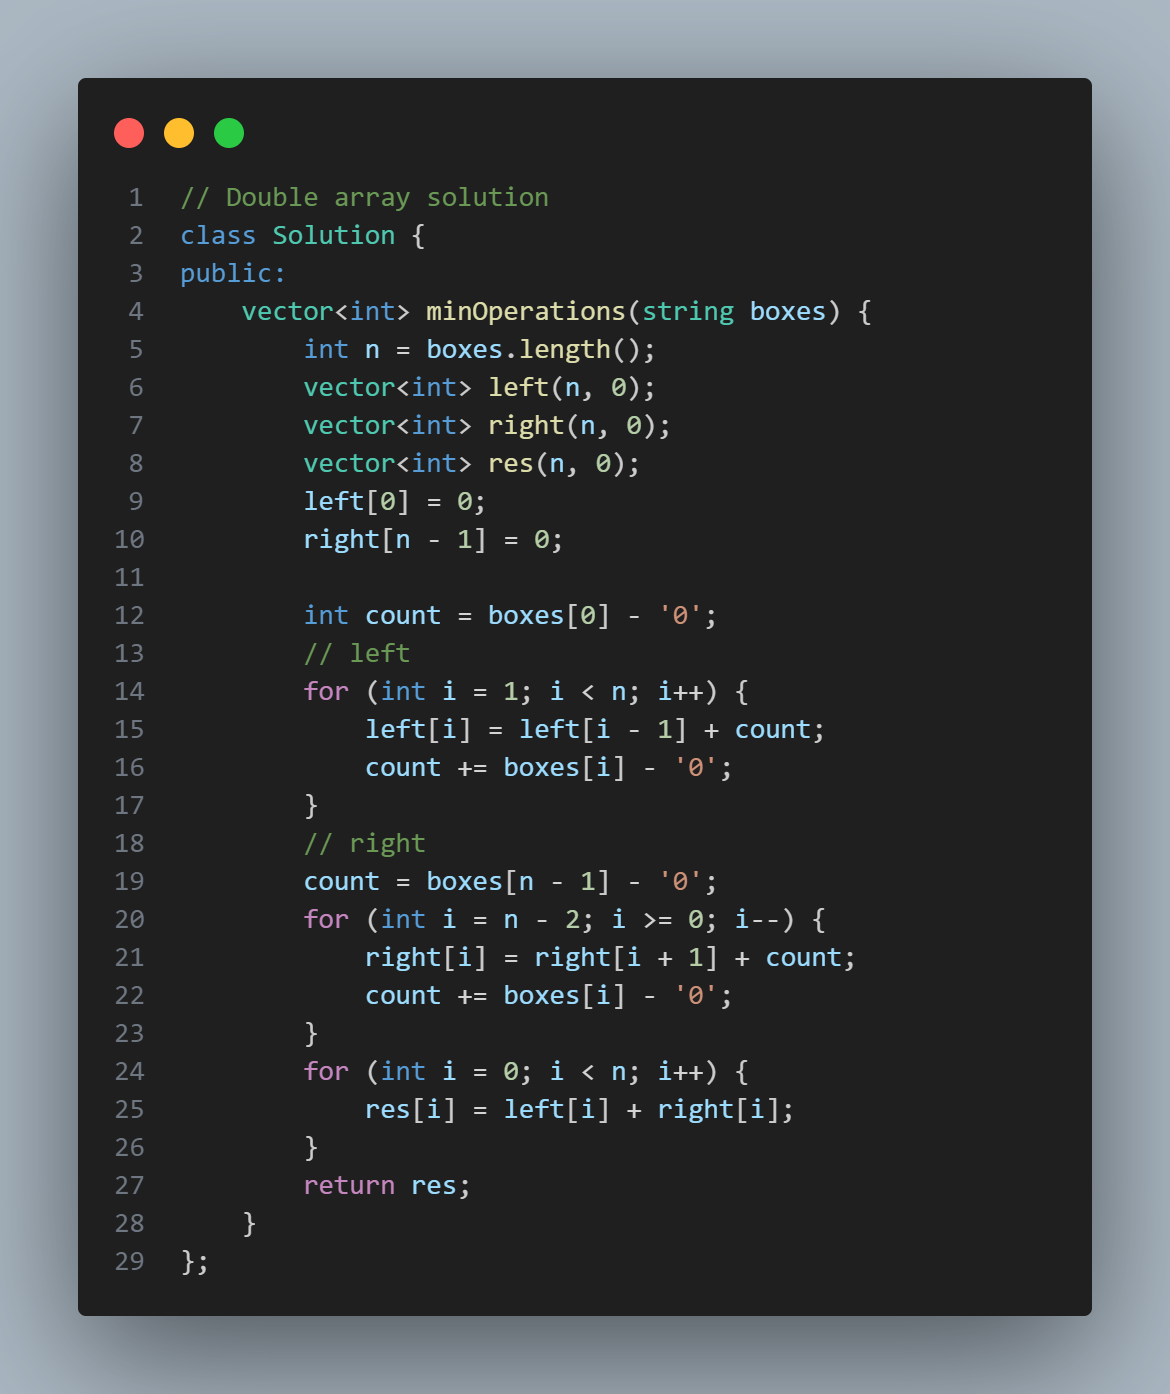 1 // Double array solution
2 class Solution {
3 public:
4     vector<int> minOperations(string boxes) {
5         int n = boxes.length();
6         vector<int> left(n, 0);
7         vector<int> right(n, 0);
8         vector<int> res(n, 0);
9         left[0] = 0;
10         right[n - 1] = 0;
11
12         int count = boxes[0] - '0';
13         // left
14         for (int i = 1; i < n; i++) {
15             left[i] = left[i - 1] + count;
16             count += boxes[i] - '0';
17         }
18         // right
19         count = boxes[n - 1] - '0';
20         for (int i = n - 2; i >= 0; i--) {
21             right[i] = right[i + 1] + count;
22             count += boxes[i] - '0';
23         }
24         for (int i = 0; i < n; i++) {
25             res[i] = left[i] + right[i];
26         }
27         return res;
28     }
29 };